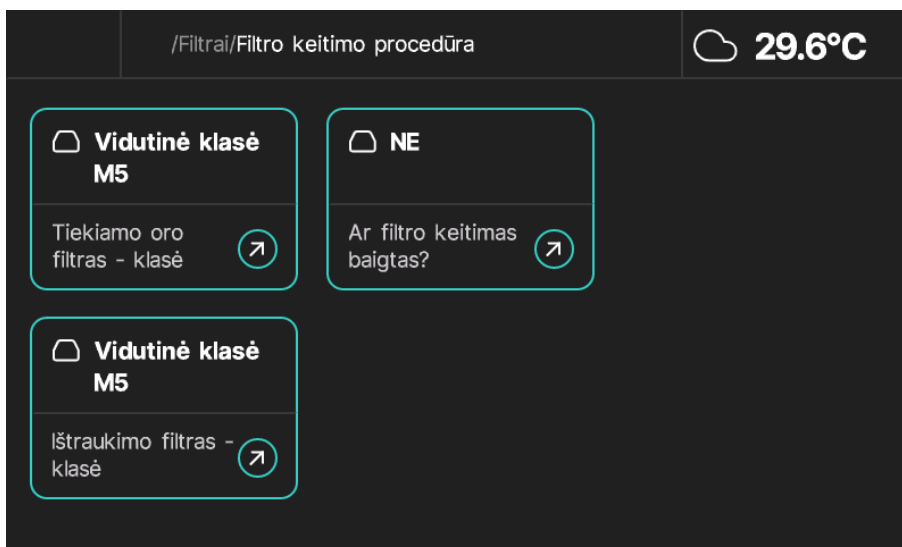 /Filtrai/Filtro keitimo procedūra
29.6°C
Vidutinė klasė
M5
Tiekiamo oro
filtras - klasė
NE
Ar filtro keitimas
baigtas?
Vidutinė klasė
M5
Ištraukimo filtras -
klasė